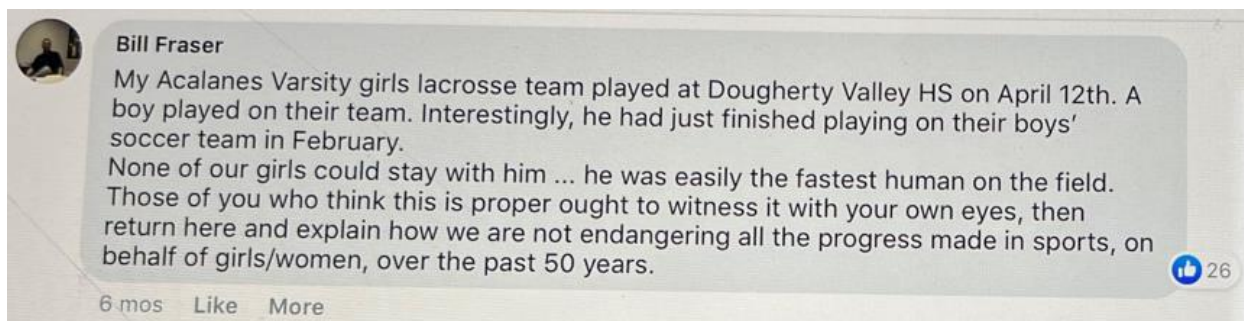 Bill Fraser
My Acalanes Varsity girls lacrosse team played at Dougherty Valley HS on April 12th. A
boy played on their team. Interestingly, he had just finished playing on their boys'
soccer team in February.
None of our girls could stay with him ... he was easily the fastest human on the field.
Those of you who think this is proper ought to witness it with your own eyes, then
return here and explain how we are not endangering all the progress made in sports, on
behalf of girls/women, over the past 50 years.
26
6 mos Like More